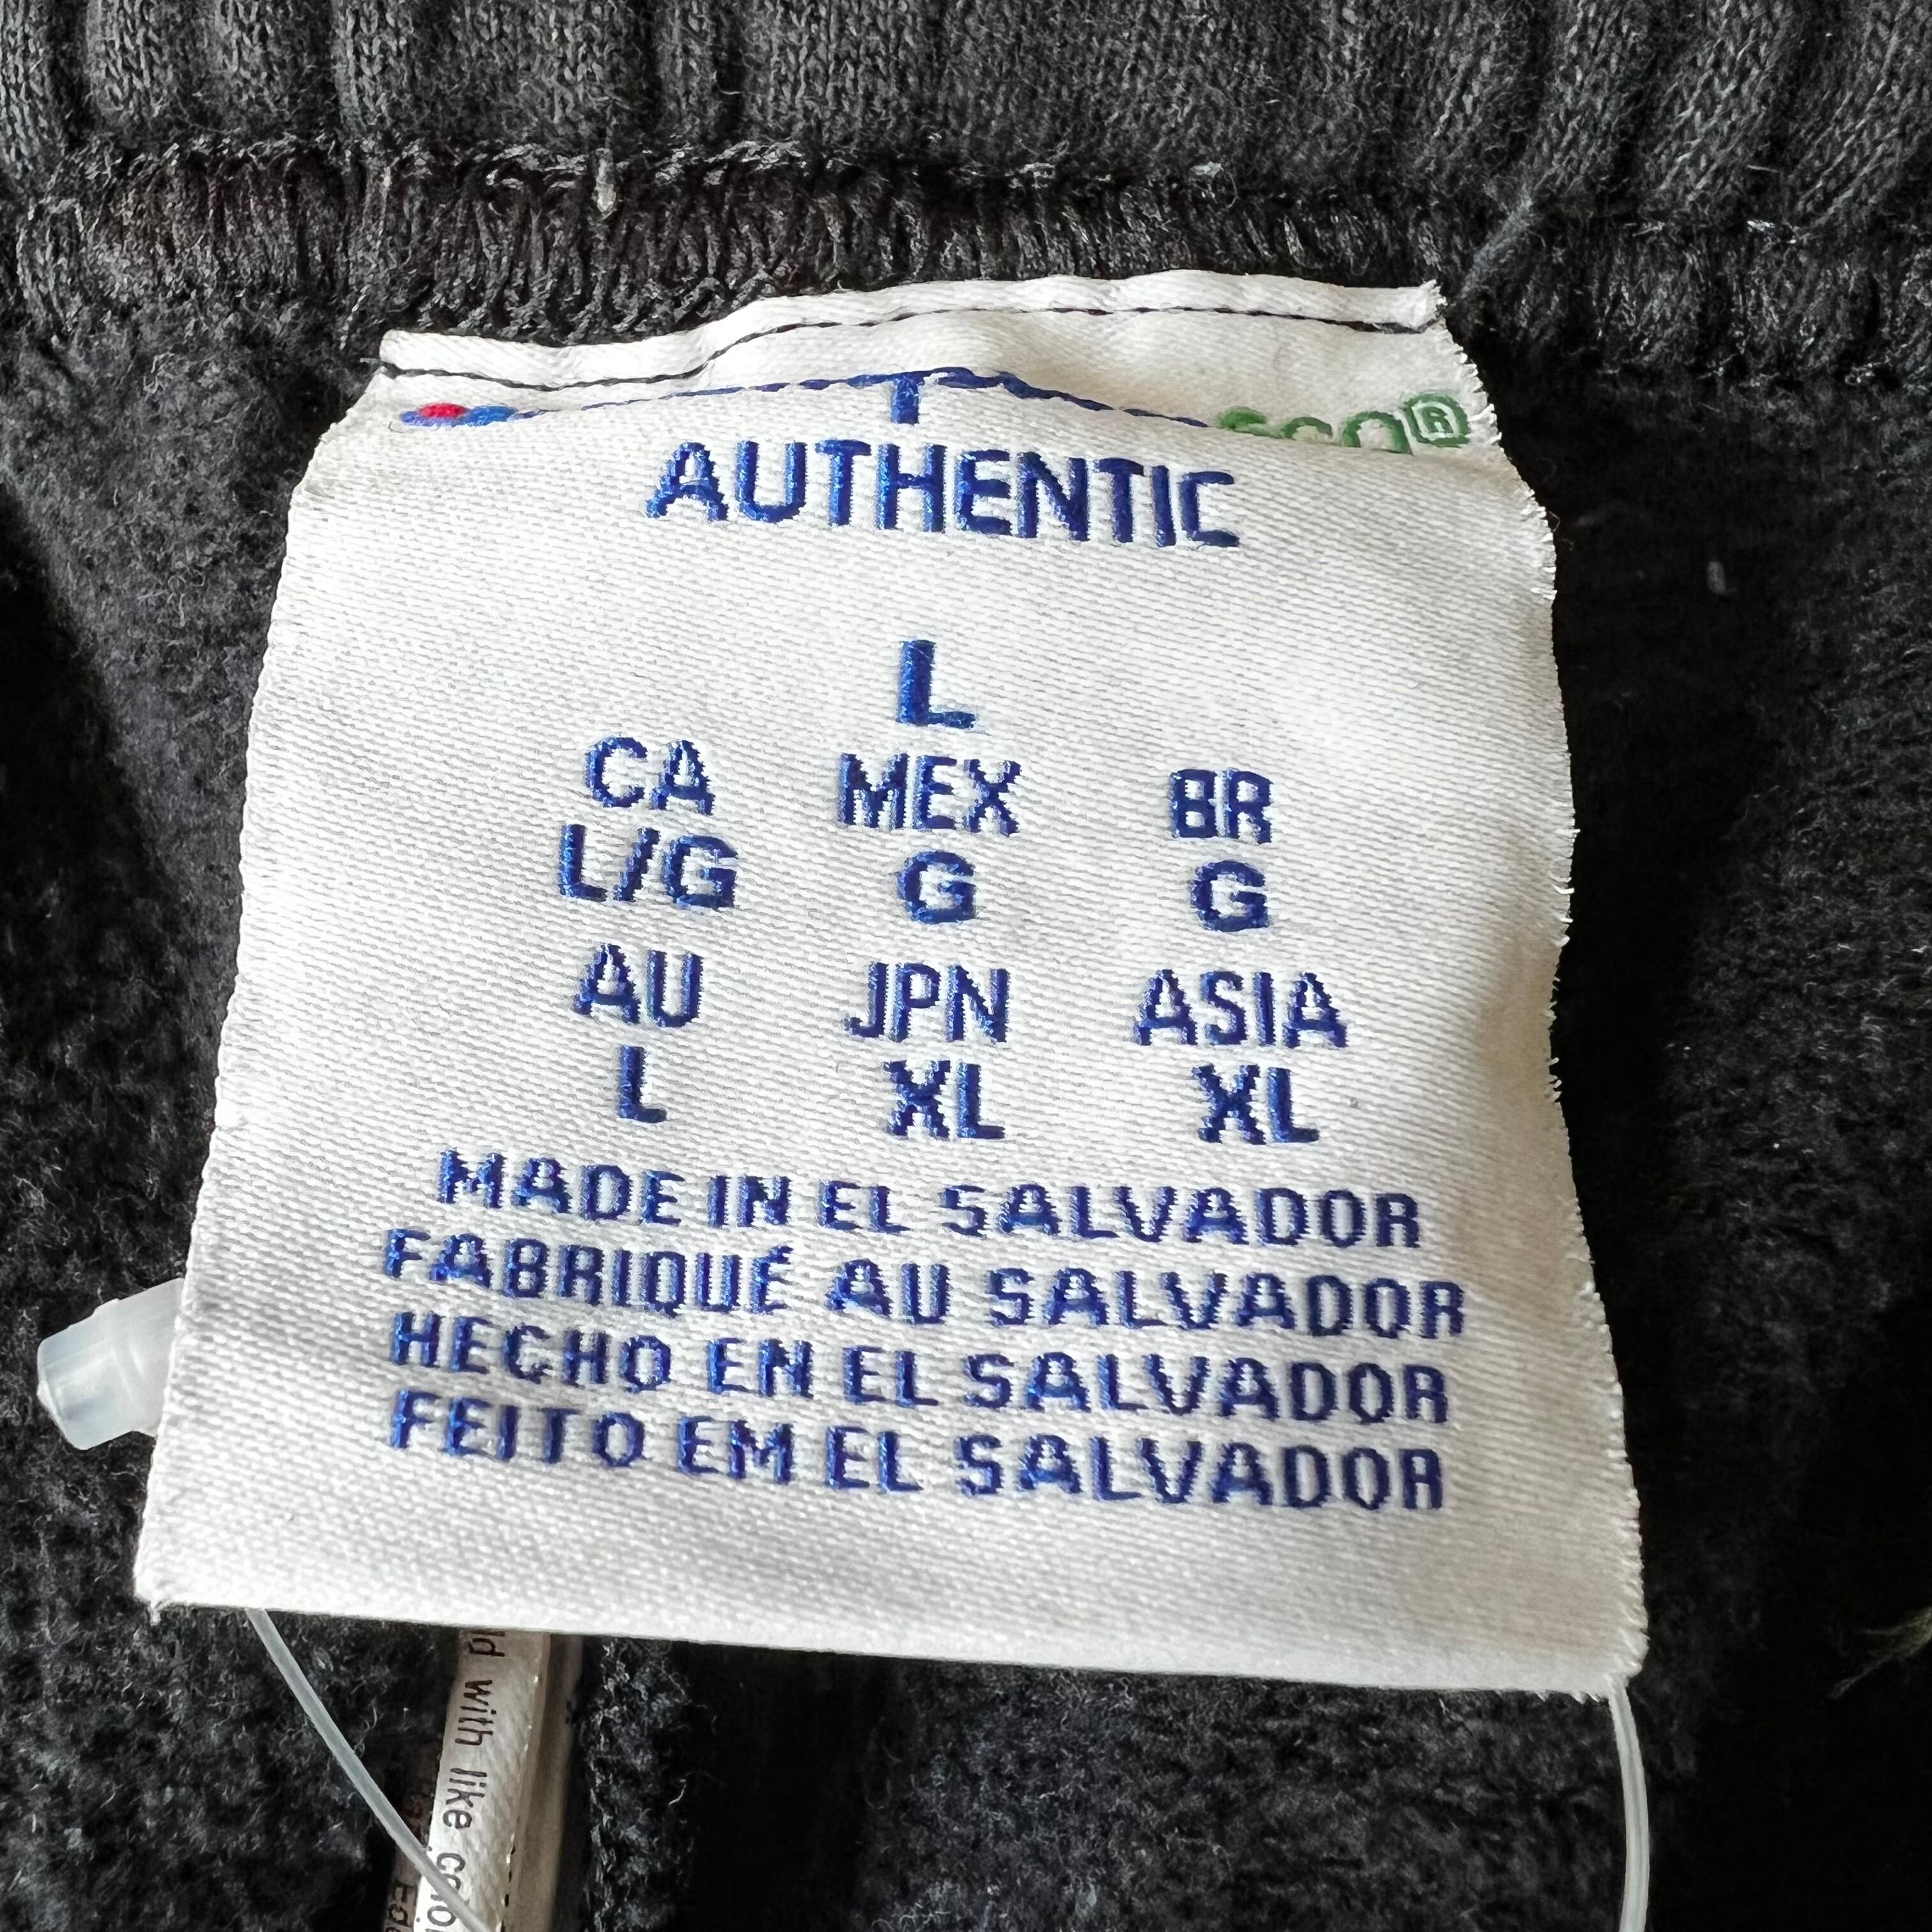 AUTHENTIC
L
CA MEX BR
L/G G G
AU JPN ASIA
L XL XL
MADE IN EL SALVADOR
FABRIQUÉ AU SALVADOR
HECHO EN EL SALVADOR
FEITO EM EL SALVADOR
with like